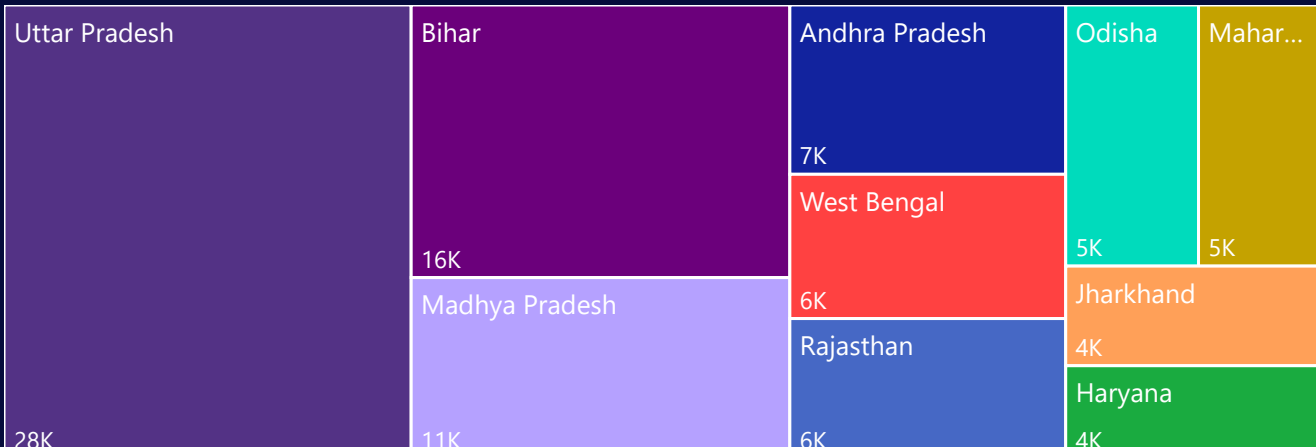 Uttar Pradesh
28K
Bihar
16K
Madhya Pradesh
11K
Andhra Pradesh
7K
West Bengal
6K
Rajasthan
6K
Odisha
5K
Mahar...
5K
Jharkhand
4K
Haryana
4K